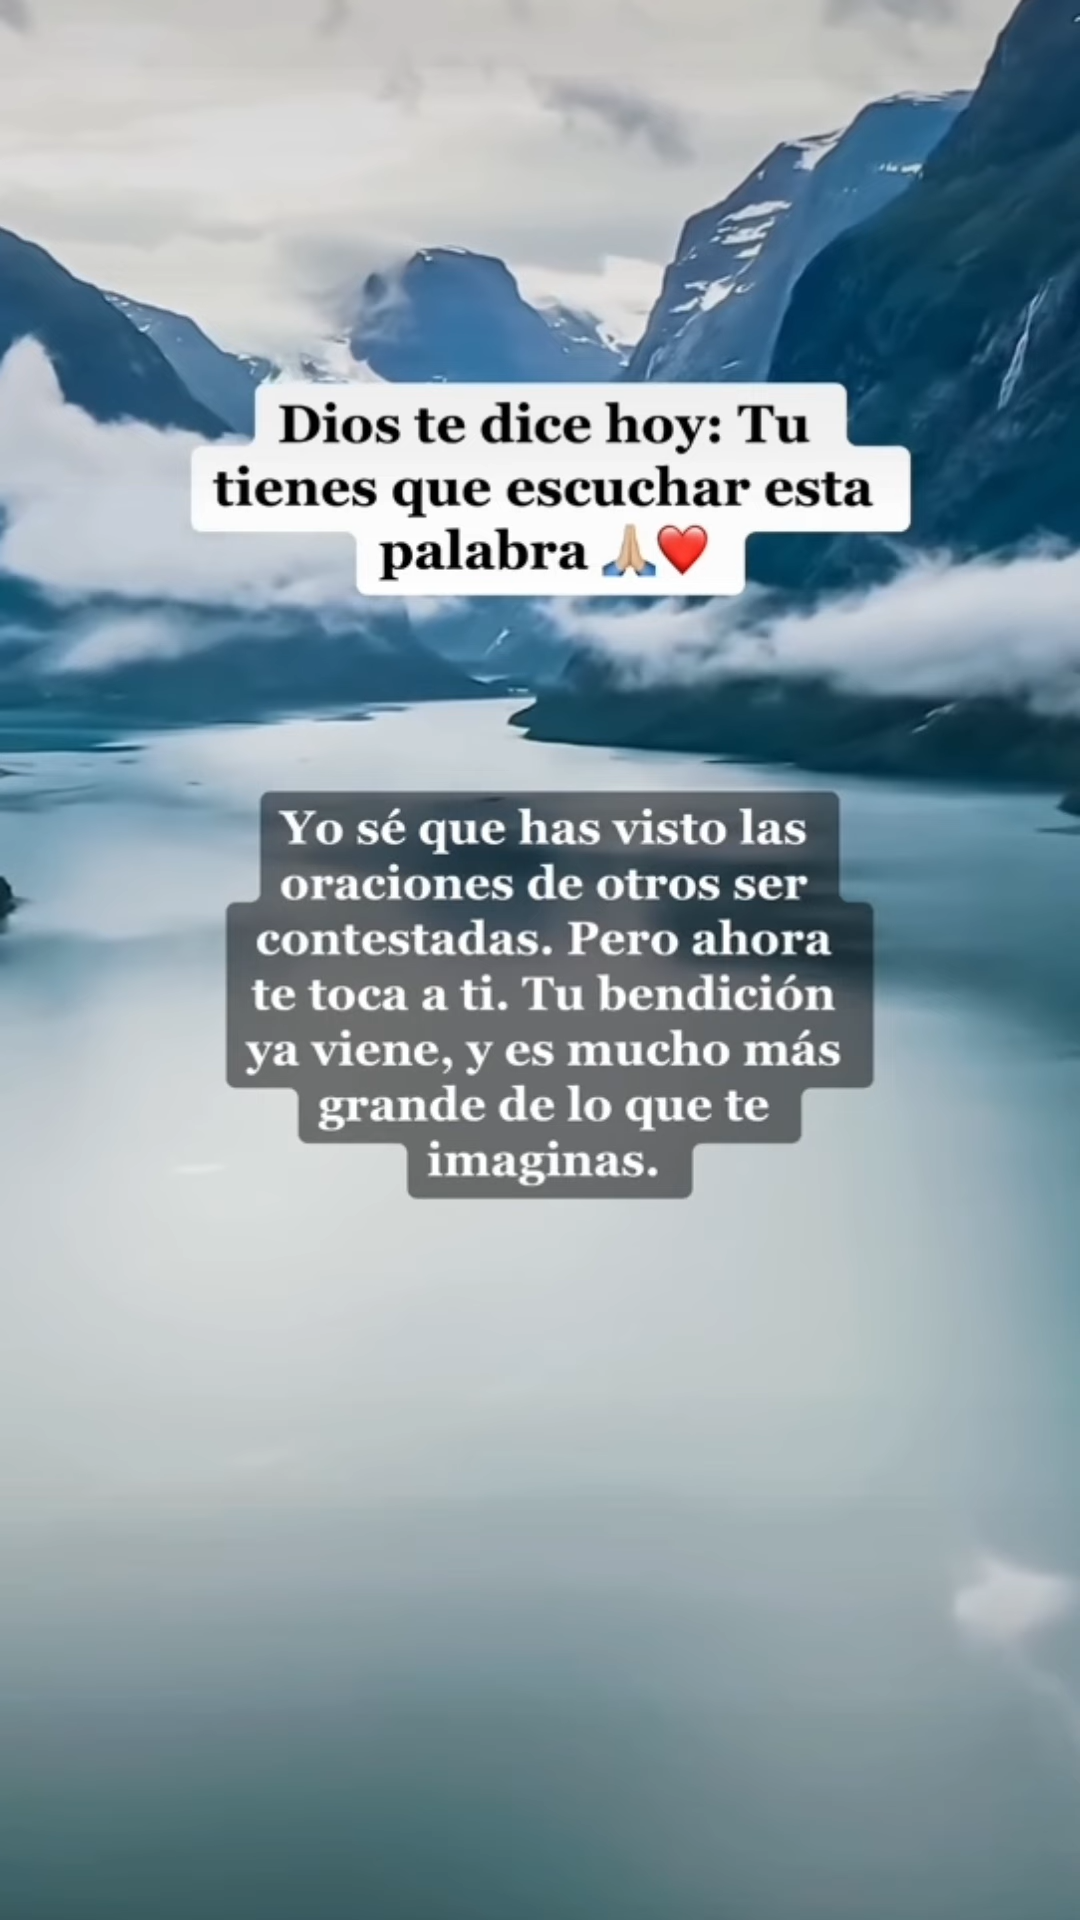 Dios te dice hoy: Tu
tienes que escuchar esta
palabra 🙏🏼❤️
Yo sé que has visto las
oraciones de otros ser
contestadas. Pero ahora
te toca a ti. Tu bendición
ya viene, y es mucho más
grande de lo que te
imaginas.